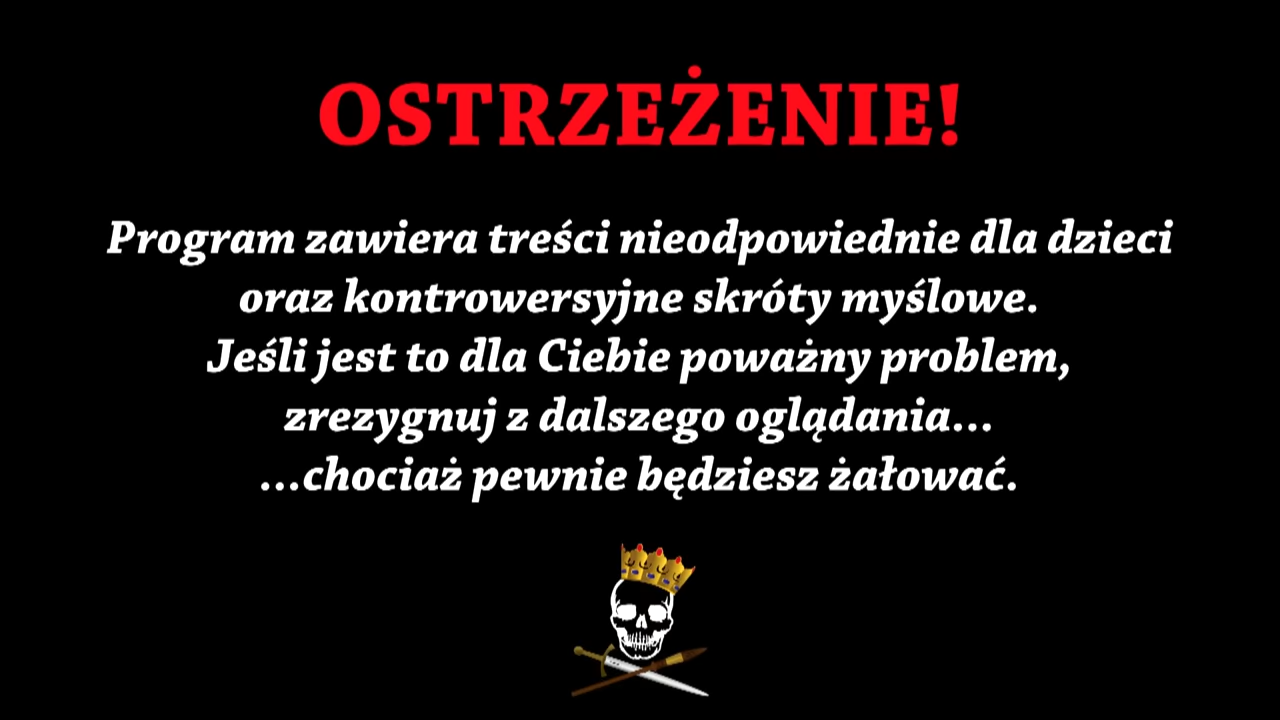 OSTRZEŻENIE!
Program zawiera treści nieodpowiednie dla dzieci
oraz kontrowersyjne skróty myślowe.
Jeśli jest to dla Ciebie poważny problem,
zrezygnuj z dalszego oglądania...
...chociaż pewnie będziesz żałować.